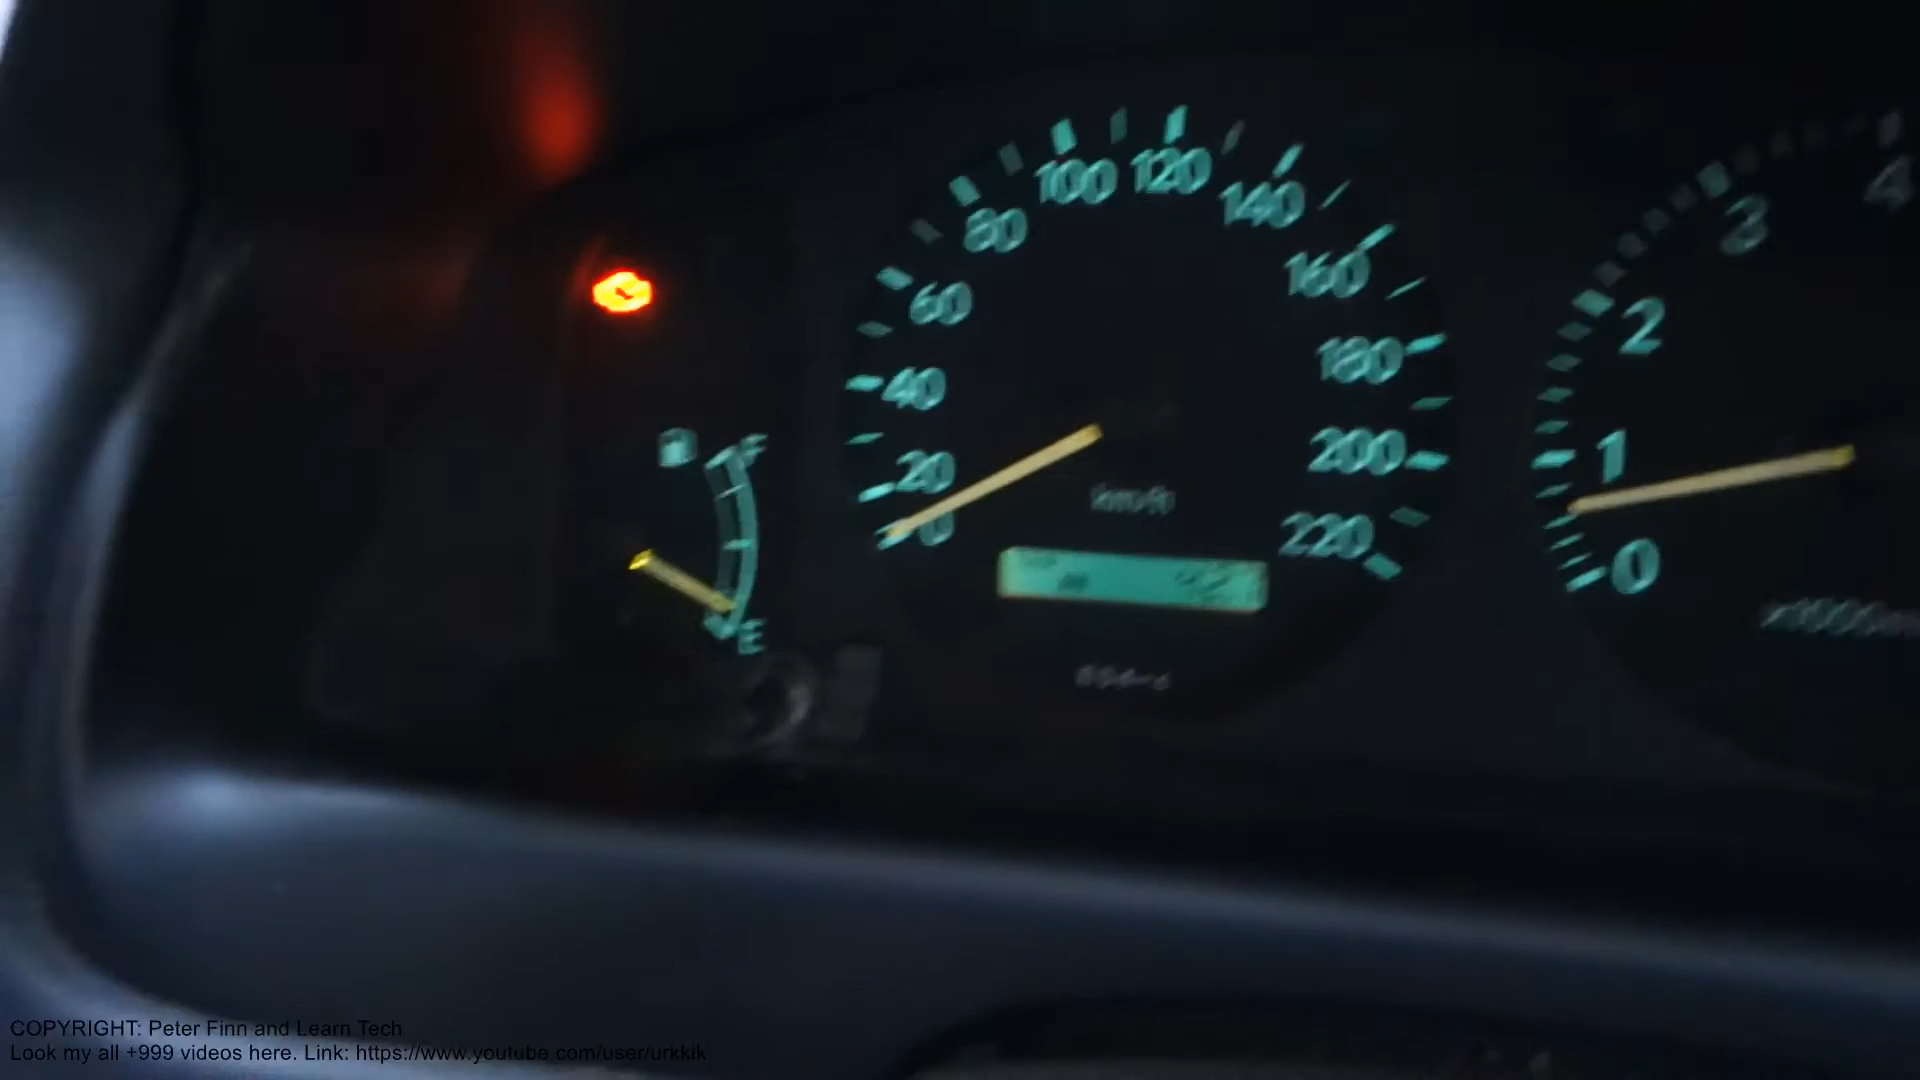 100 120
80 140
60 160
40 180
20 200
0 220
km/h
F
E
4
3
2
1
0
COPYRIGHT: Peter Finn and Learn Tech
Look my all +999 videos here. Link: https://www.youtube.com/user/urkkik